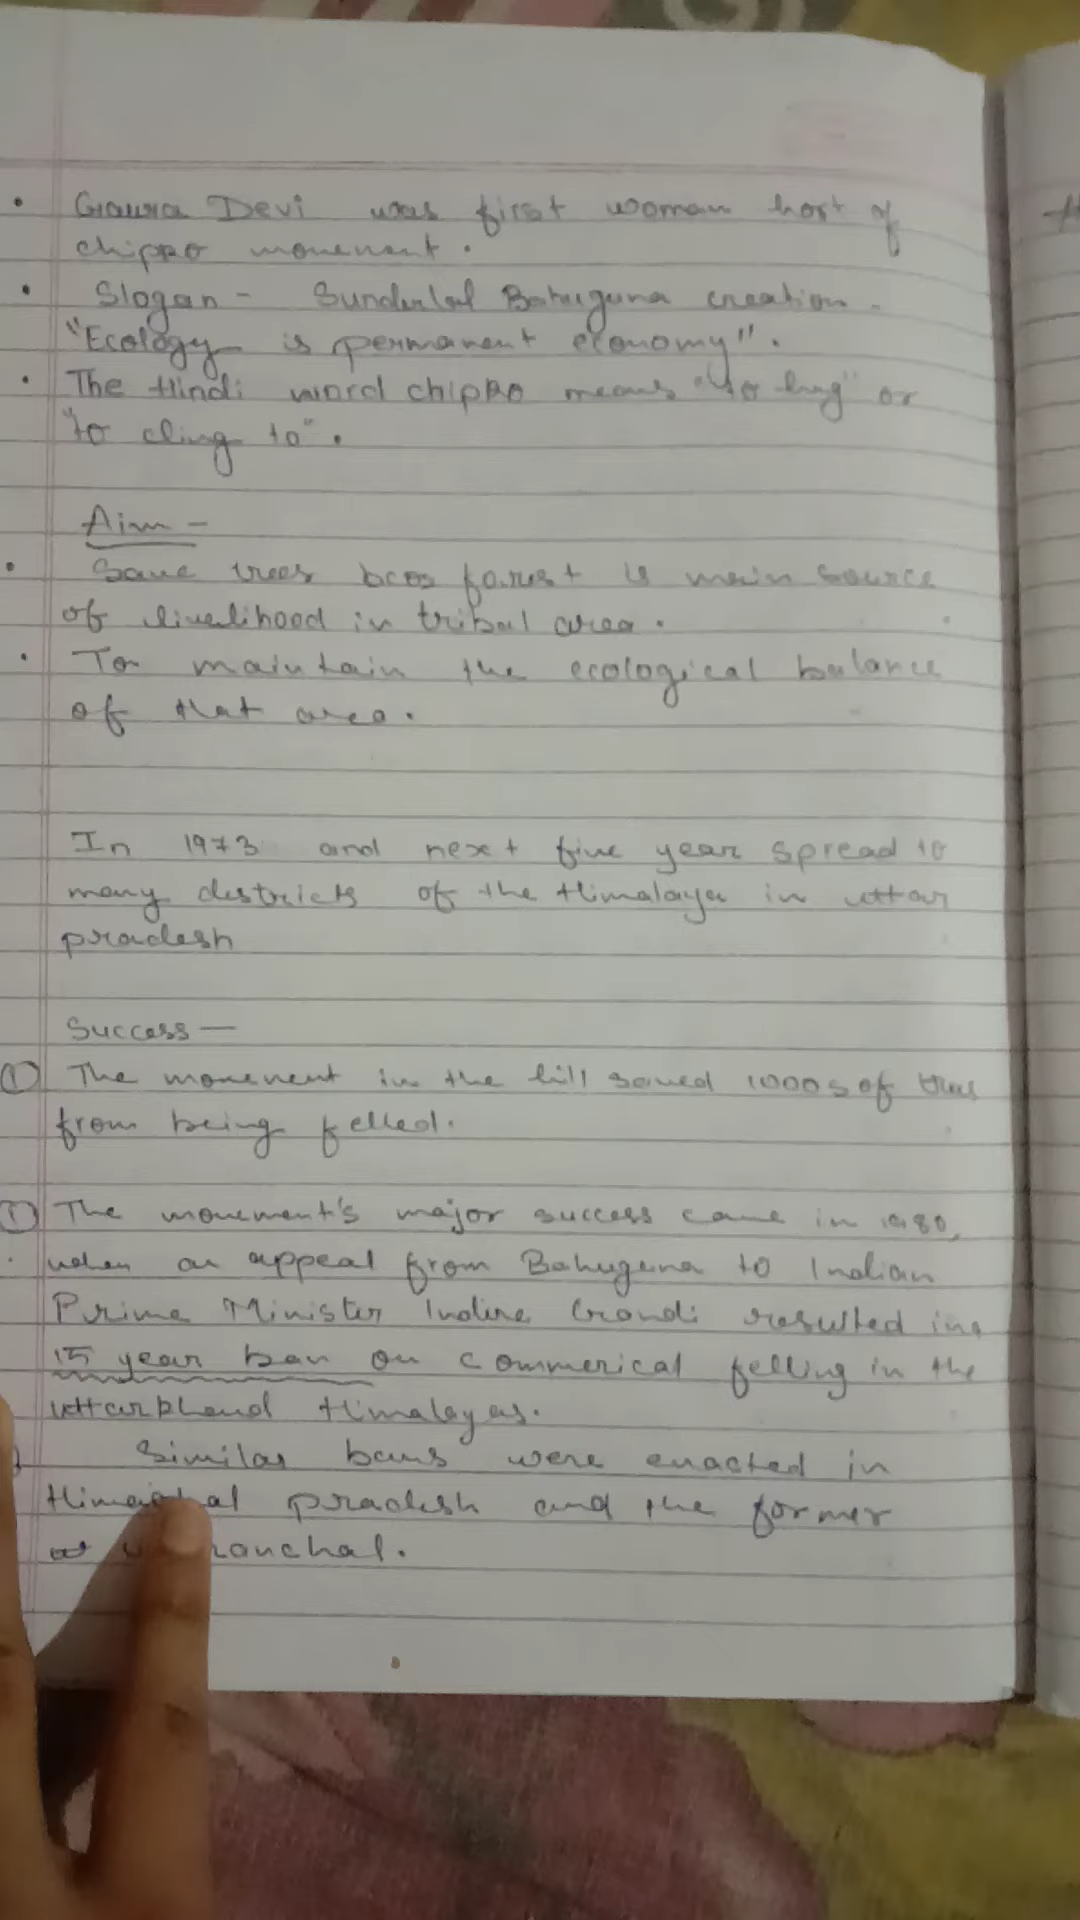 • Gaura Devi was first woman host of
chipko movement.
• Slogan - Sunderlal Bahuguna creation -
"Ecology is permanent economy".
• The Hindi word chipko means "to hug" or
"to cling to".
Aim -
• Save trees bcos forest is main source
of livelihood in tribal area.
• To maintain the ecological balance
of that area.
In 1973 and next five year spread to
many districts of the Himalaya in uttar
pradesh
Success —
① The movement in the hill saved 1000s of trees
from being felled.
① The movement's major success came in 1980,
when an appeal from Bahuguna to Indian
Prime Minister Indira Gandi resulted in a
15 year ban on commerical felling in the
uttarkhand Himalayas.
Similar bans were enacted in
Himachal pradesh and the former